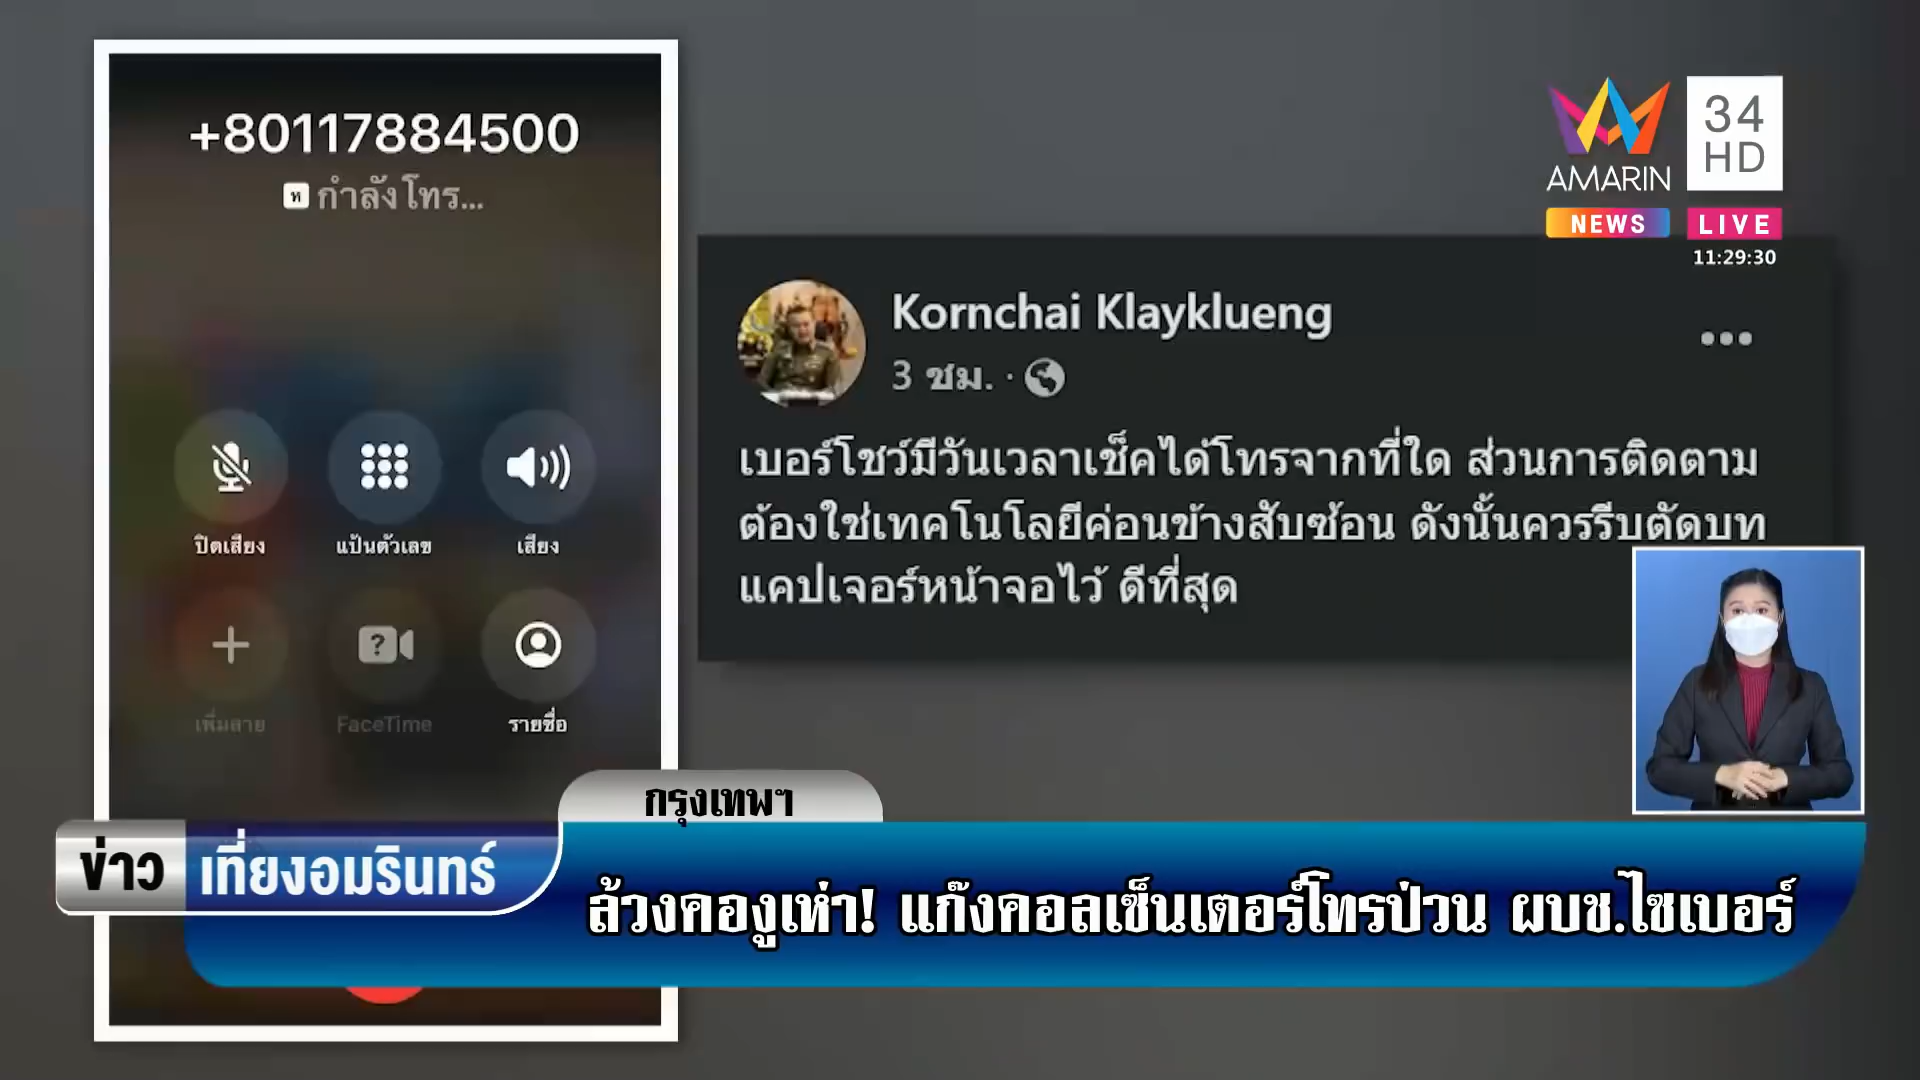 +80117884500
ท กำลังโทร...
ปิดเสียง
แป้นตัวเลข
เสียง
เพิ่มสาย
FaceTime
รายชื่อ
AMARIN
34
HD
NEWS
LIVE
11:29:30
Kornchai Klayklueng
3 ชม. ·
เบอร์โชว์มีวันเวลาเช็คได้โทรจากที่ใด ส่วนการติดตาม
ต้องใช่เทคโนโลยีค่อนข้างสับซ้อน ดังนั้นควรรีบตัดบท
แคปเจอร์หน้าจอไว้ ดีที่สุด
กรุงเทพฯ
ข่าว เที่ยงอมรินทร์
ล้วงคองูเห่า! แก๊งคอลเซ็นเตอร์โทรป่วน ผบช.ไซเบอร์